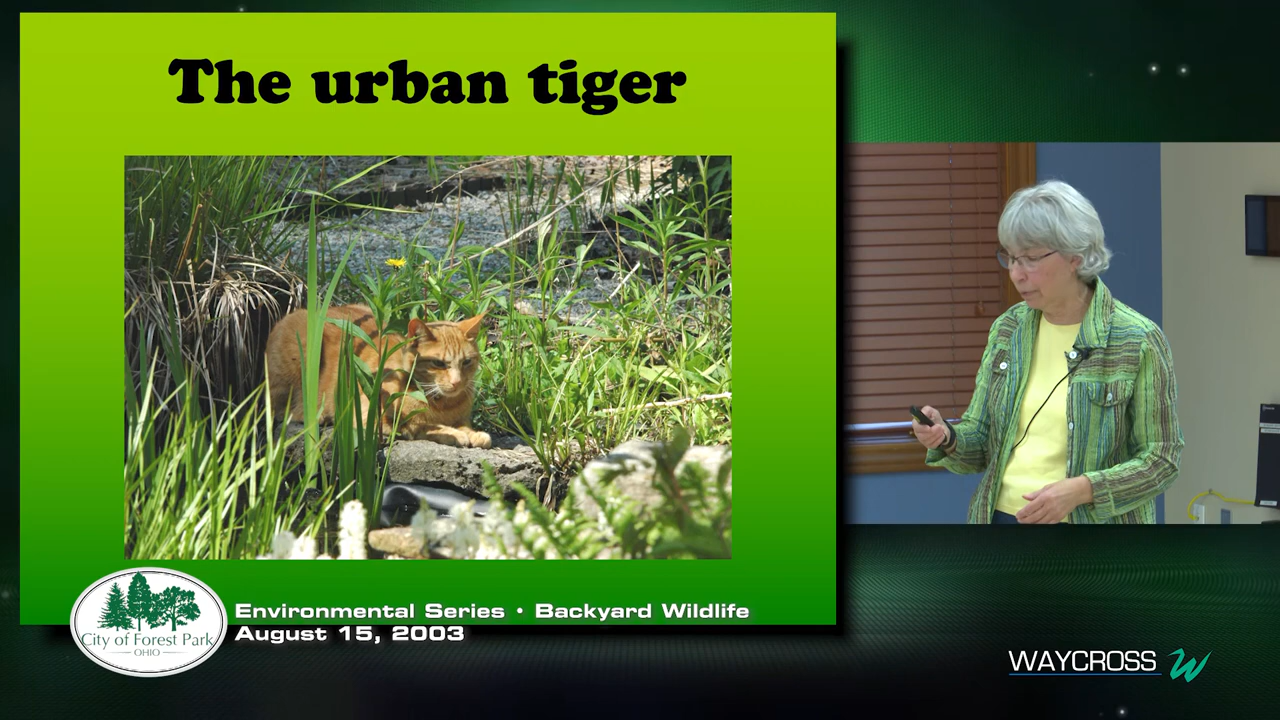 The urban tiger
City of Forest Park
OHIO
Environmental Series • Backyard Wildlife
August 15, 2003
WAYCROSS